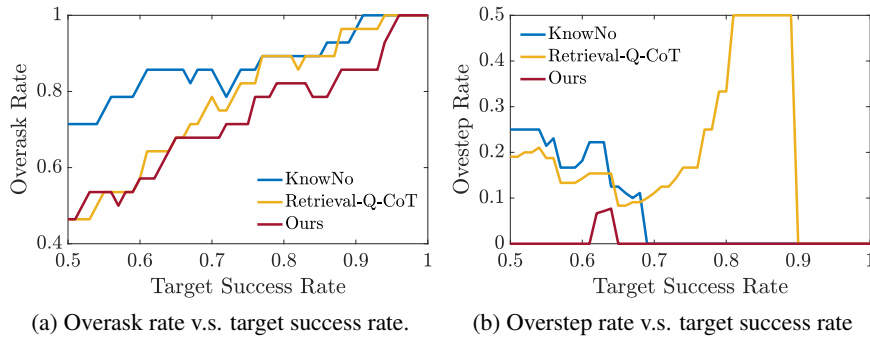 1
0.8
0.6
0.4
0.5
0.6
0.7
0.8
0.9
1
Overask Rate
Target Success Rate
KnowNo
Retrieval-Q-CoT
Ours
(a) Overask rate v.s. target success rate.
0.5
0.4
0.3
0.2
0.1
0
0.5
0.6
0.7
0.8
0.9
1
Ovestep Rate
Target Success Rate
KnowNo
Retrieval-Q-CoT
Ours
(b) Overstep rate v.s. target success rate